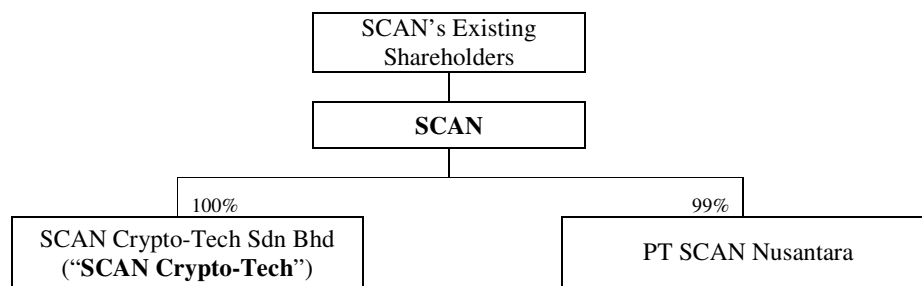 SCAN’s Existing
Shareholders
SCAN
100%
99%
SCAN Crypto-Tech Sdn Bhd
(“SCAN Crypto-Tech”)
PT SCAN Nusantara